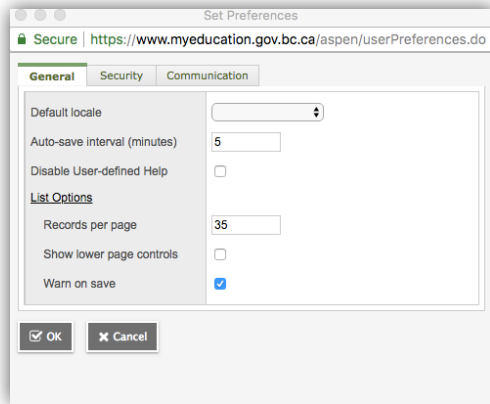 Set Preferences
Secure | https://www.myeducation.gov.bc.ca/aspen/userPreferences.do
General Security Communication
Default locale
Auto-save interval (minutes) 5
Disable User-defined Help
List Options
Records per page 35
Show lower page controls
Warn on save
OK Cancel